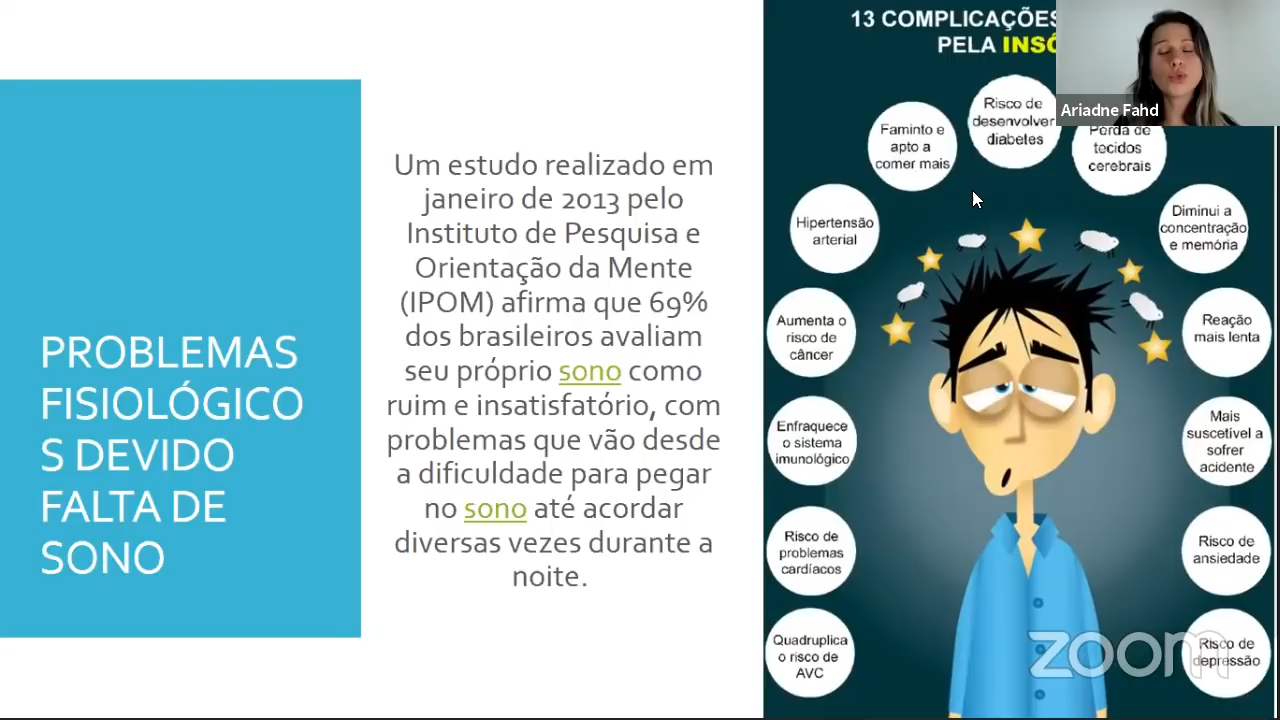 PROBLEMAS
FISIOLÓGICO
S DEVIDO
FALTA DE
SONO
Um estudo realizado em
janeiro de 2013 pelo
Instituto de Pesquisa e
Orientação da Mente
(IPOM) afirma que 69%
dos brasileiros avaliam
seu próprio sono como
ruim e insatisfatório, com
problemas que vão desde
a dificuldade para pegar
no sono até acordar
diversas vezes durante a
noite.
13 COMPLICAÇÕES
PELA
Ariadne Fahd
Risco de
desenvolver
diabetes
Faminto e
apto a
comer mais
Perda de
tecidos
cerebrais
Hipertensão
arterial
Diminui a
concentração
e memória
Aumenta o
risco de
câncer
Reação
mais lenta
Enfraquece
o sistema
imunológico
Mais
suscetível a
sofrer
acidente
Risco de
problemas
cardíacos
Risco de
ansiedade
Quadruplica
o risco de
AVC
Risco de
depressão
zoom